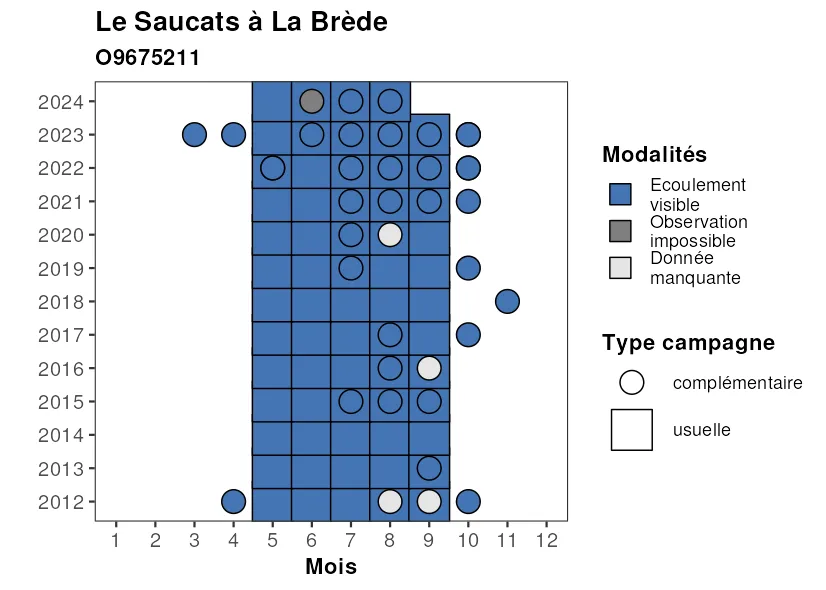 Le Saucats à La Brède
O9675211
2024
2023
2022
2021
2020
2019
2018
2017
2016
2015
2014
2013
2012
1 2 3 4 5 6 7 8 9 10 11 12
Mois
Modalités
Ecoulement
visible
Observation
impossible
Donnée
manquante
Type campagne
complémentaire
usuelle